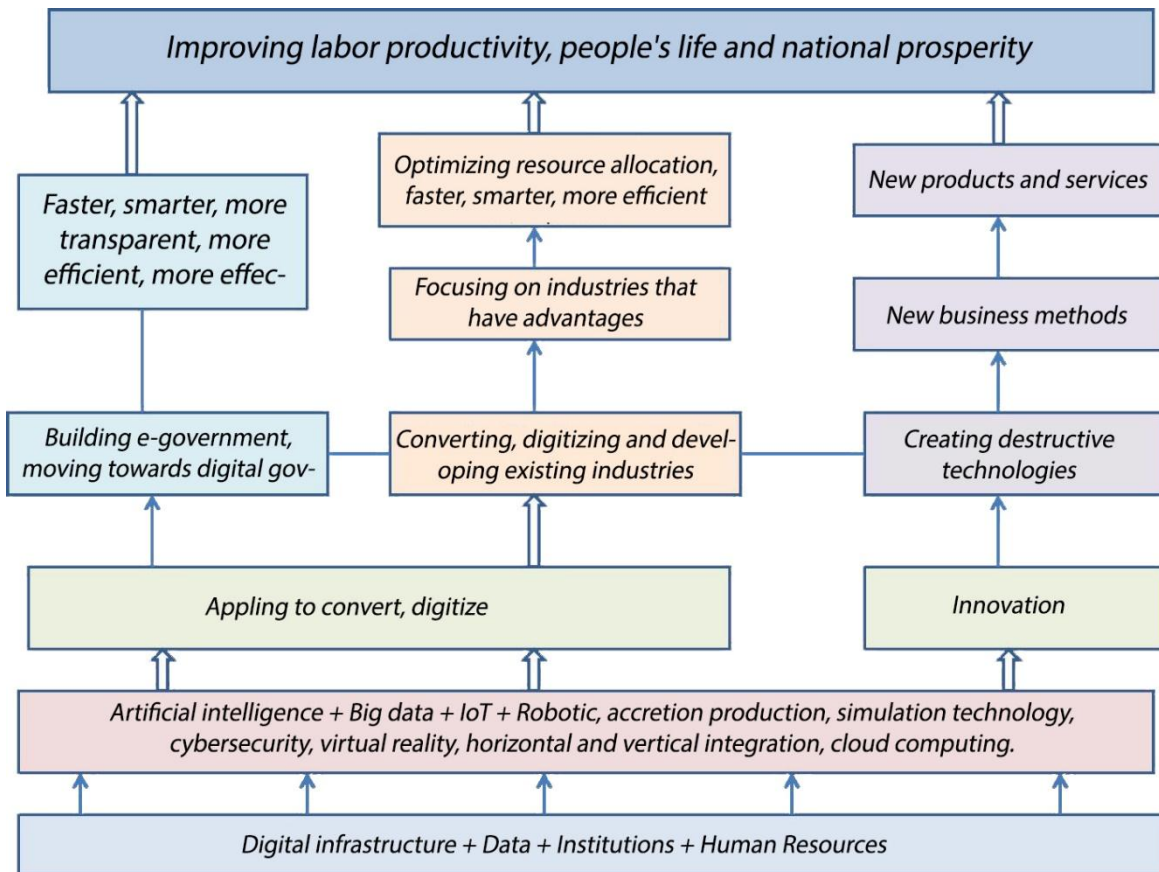 Improving labor productivity, people's life and national prosperity
Optimizing resource allocation,
faster, smarter, more efficient
New products and services
Faster, smarter, more
transparent, more
efficient, more effec-
Focusing on industries that
have advantages
New business methods
Building e-government,
moving towards digital gov-
Converting, digitizing and devel-
oping existing industries
Creating destructive
technologies
Appling to convert, digitize
Innovation
Artificial intelligence + Big data + IoT + Robotic, accretion production, simulation technology,
cybersecurity, virtual reality, horizontal and vertical integration, cloud computing.
Digital infrastructure + Data + Institutions + Human Resources